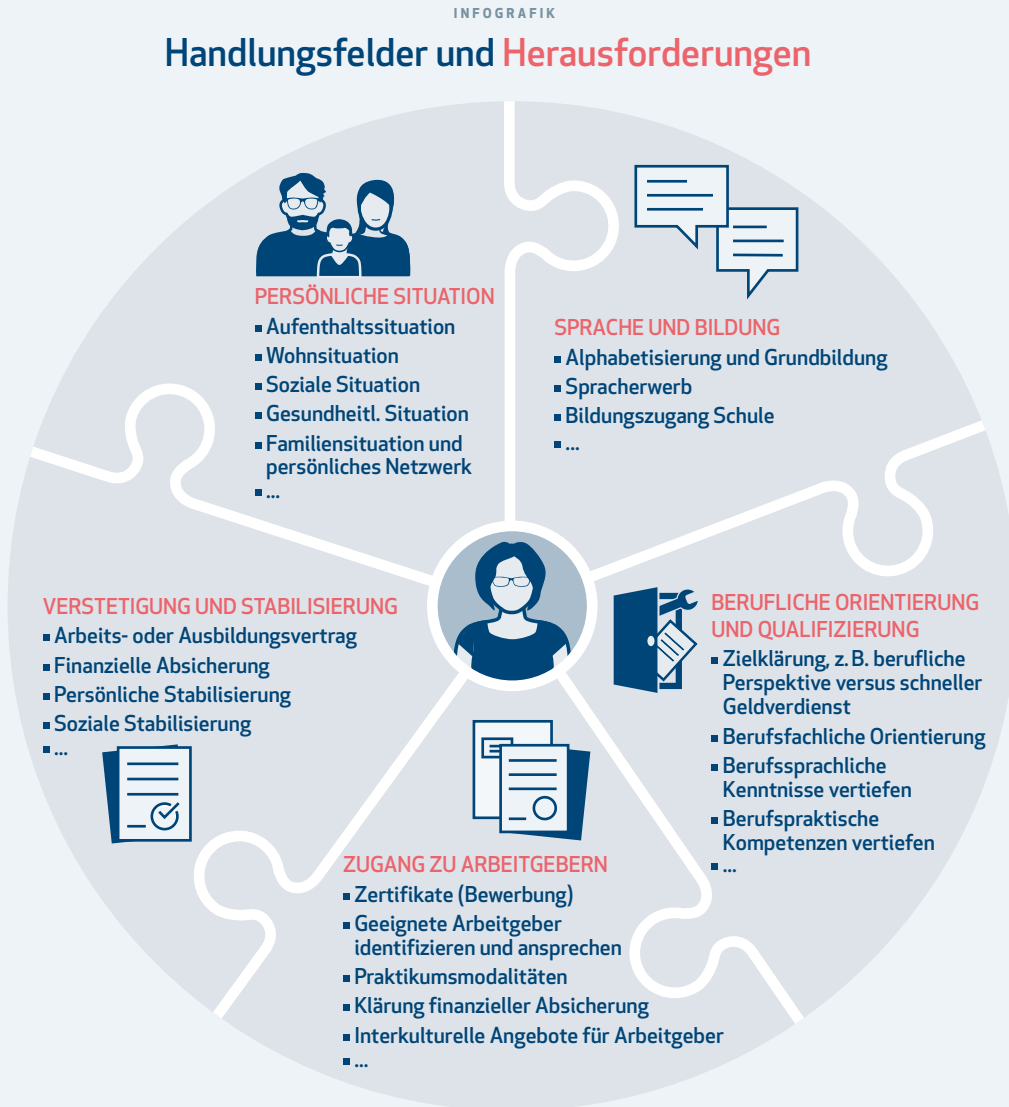 INFOGRAFIK
Handlungsfelder und Herausforderungen
PERSÖNLICHE SITUATION
▪ Aufenthaltssituation
▪ Wohnsituation
▪ Soziale Situation
▪ Gesundheitl. Situation
▪ Familiensituation und
persönliches Netzwerk
▪ ...
SPRACHE UND BILDUNG
▪ Alphabetisierung und Grundbildung
▪ Spracherwerb
▪ Bildungszugang Schule
▪ ...
BERUFLICHE ORIENTIERUNG
UND QUALIFIZIERUNG
▪ Zielklärung, z. B. berufliche
Perspektive versus schneller
Geldverdienst
▪ Berufsfachliche Orientierung
▪ Berufssprachliche
Kenntnisse vertiefen
▪ Berufspraktische
Kompetenzen vertiefen
▪ ...
ZUGANG ZU ARBEITGEBERN
▪ Zertifikate (Bewerbung)
▪ Geeignete Arbeitgeber
identifizieren und ansprechen
▪ Praktikumsmodalitäten
▪ Klärung finanzieller Absicherung
▪ Interkulturelle Angebote für Arbeitgeber
▪ ...
VERSTETIGUNG UND STABILISIERUNG
▪ Arbeits- oder Ausbildungsvertrag
▪ Finanzielle Absicherung
▪ Persönliche Stabilisierung
▪ Soziale Stabilisierung
▪ ...